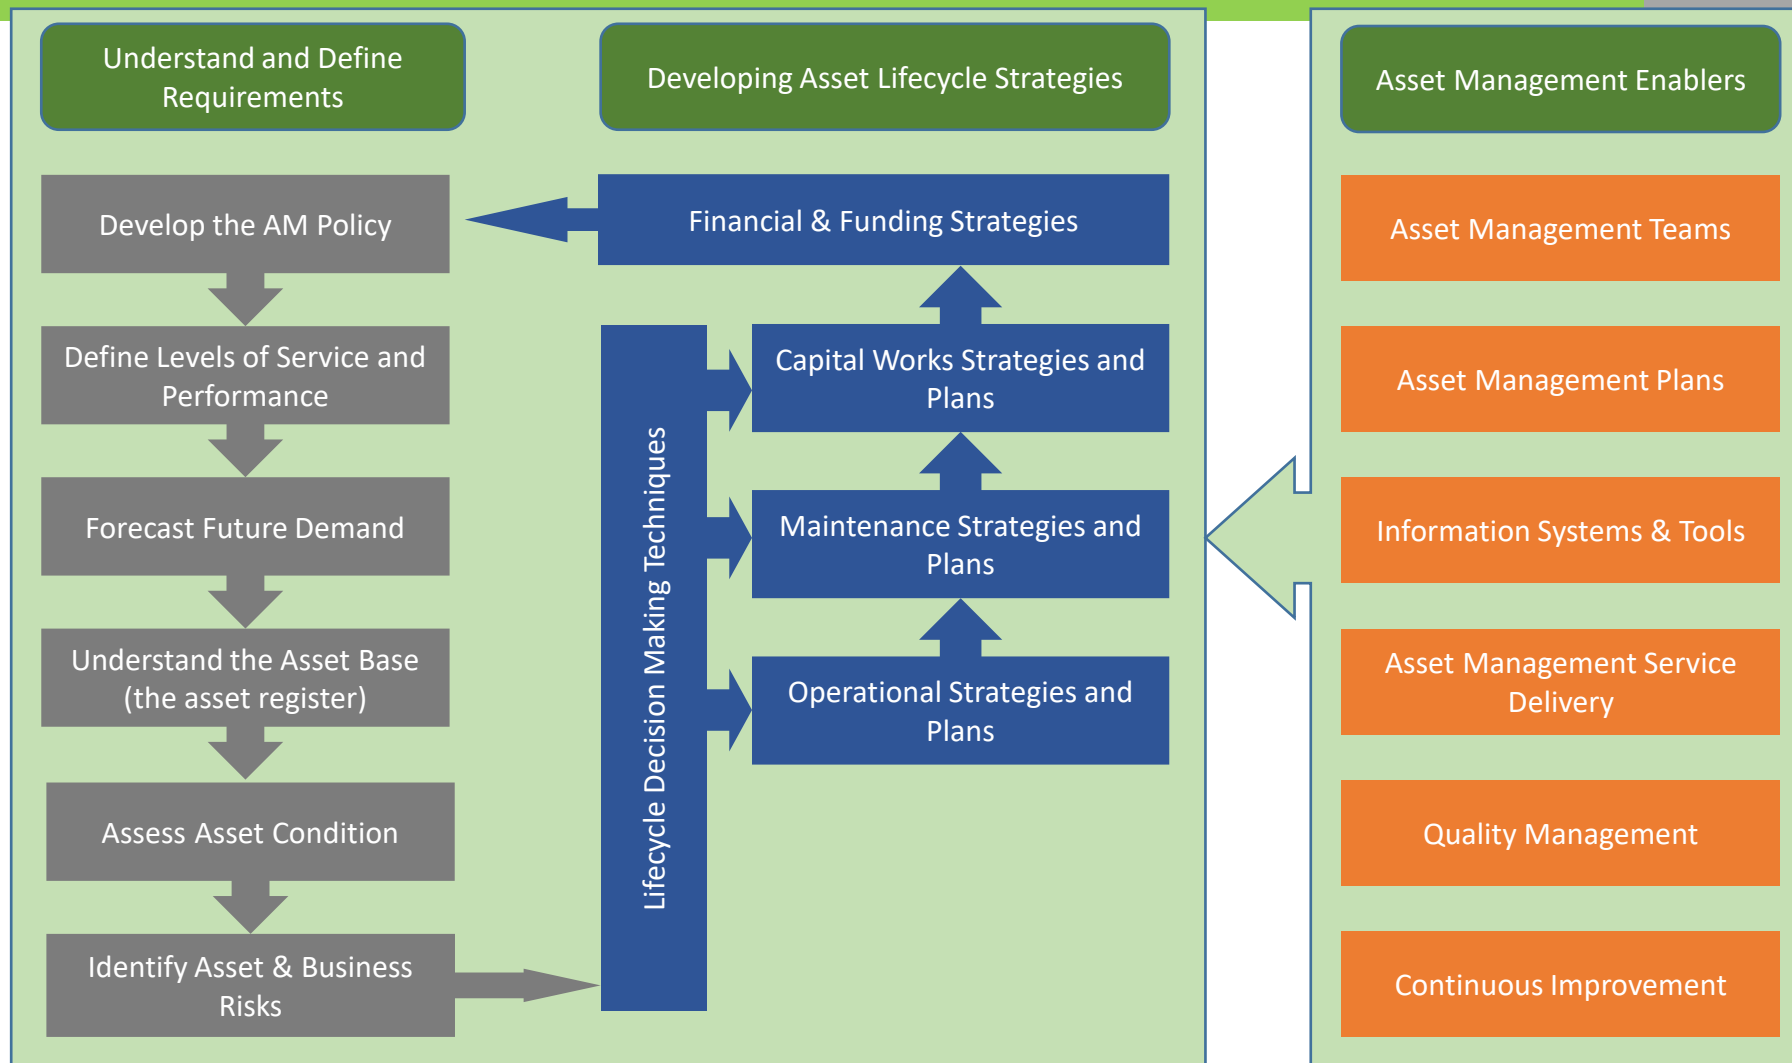 Understand and Define
Requirements
Developing Asset Lifecycle Strategies
Asset Management Enablers
Develop the AM Policy
Define Levels of Service and
Performance
Forecast Future Demand
Understand the Asset Base
(the asset register)
Assess Asset Condition
Identify Asset & Business
Risks
Financial & Funding Strategies
Lifecycle Decision Making Techniques
Capital Works Strategies and
Plans
Maintenance Strategies and
Plans
Operational Strategies and
Plans
Asset Management Teams
Asset Management Plans
Information Systems & Tools
Asset Management Service
Delivery
Quality Management
Continuous Improvement